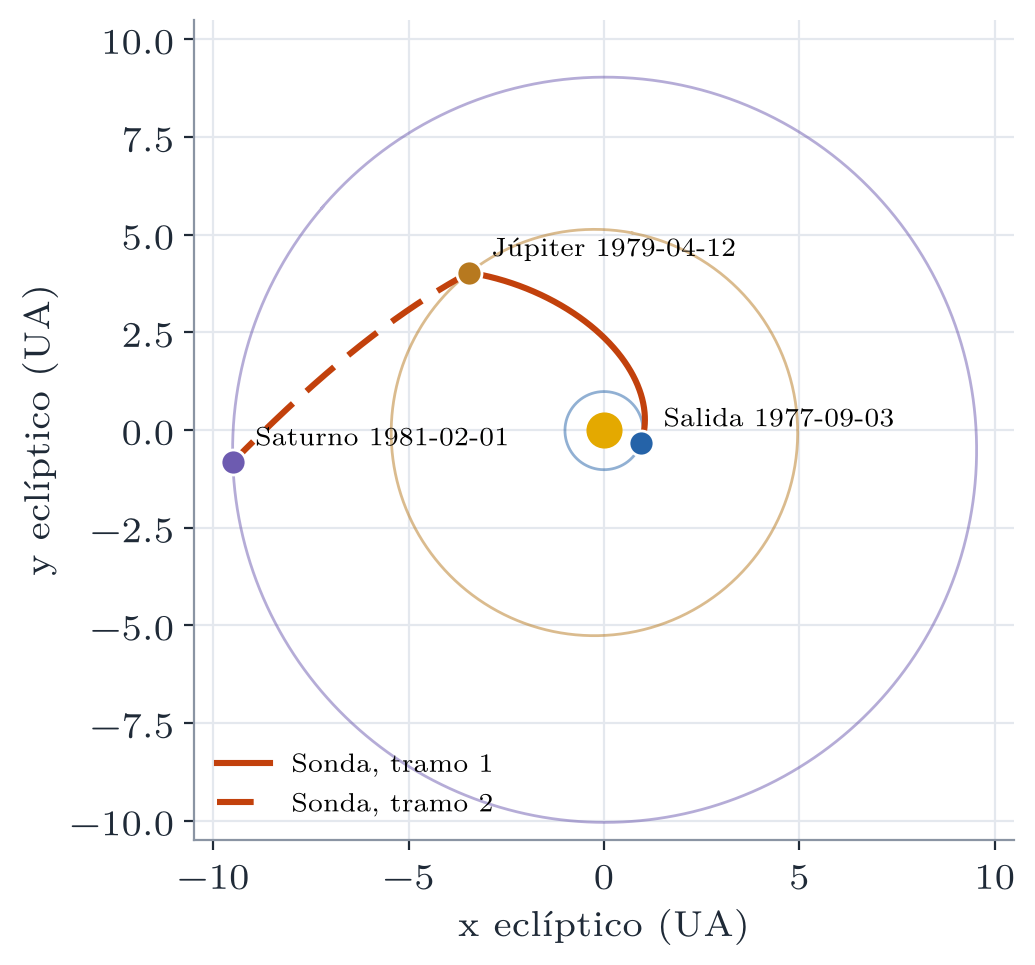 10.0
7.5
5.0
2.5
0.0
−2.5
−5.0
−7.5
−10.0
y eclíptico (UA)
Júpiter 1979-04-12
Salida 1977-09-03
Saturno 1981-02-01
Sonda, tramo 1
Sonda, tramo 2
−10
−5
0
5
10
x eclíptico (UA)